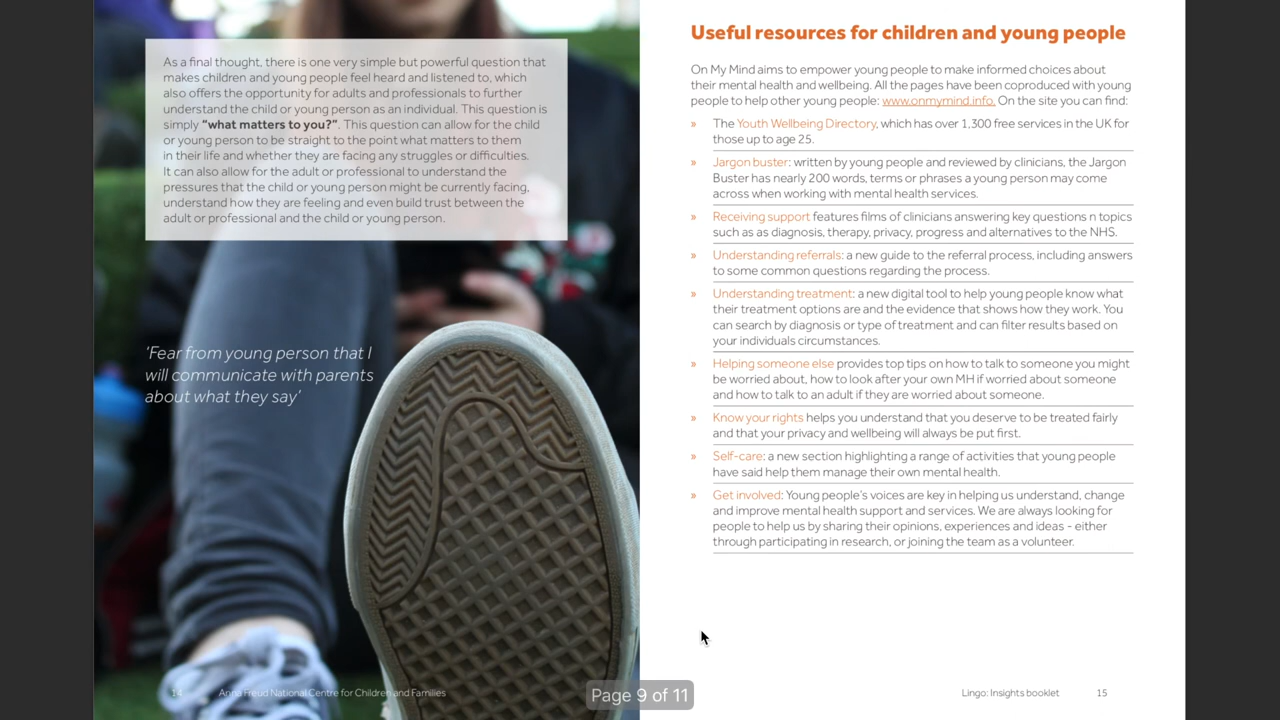 As a final thought, there is one very simple but powerful question that
makes children and young people feel heard and listened to, which
also offers the opportunity for adults and professionals to further
understand the child or young person as an individual. This question is
simply “what matters to you?”. This question can allow for the child
or young person to be straight to the point what matters to them
in their life and whether they are facing any struggles or difficulties.
It can also allow for the adult or professional to understand the
pressures that the child or young person might be currently facing,
understand how they are feeling and even build trust between the
adult or professional and the child or young person.
‘Fear from young person that I
will communicate with parents
about what they say’
14 Anna Freud National Centre for Children and Families
Useful resources for children and young people
On My Mind aims to empower young people to make informed choices about
their mental health and wellbeing. All the pages have been coproduced with young
people to help other young people: www.onmymind.info. On the site you can find:
» The Youth Wellbeing Directory, which has over 1,300 free services in the UK for
those up to age 25.
» Jargon buster: written by young people and reviewed by clinicians, the Jargon
Buster has nearly 200 words, terms or phrases a young person may come
across when working with mental health services.
» Receiving support features films of clinicians answering key questions n topics
such as as diagnosis, therapy, privacy, progress and alternatives to the NHS.
» Understanding referrals: a new guide to the referral process, including answers
to some common questions regarding the process.
» Understanding treatment: a new digital tool to help young people know what
their treatment options are and the evidence that shows how they work. You
can search by diagnosis or type of treatment and can filter results based on
your individuals circumstances.
» Helping someone else provides top tips on how to talk to someone you might
be worried about, how to look after your own MH if worried about someone
and how to talk to an adult if they are worried about someone.
» Know your rights helps you understand that you deserve to be treated fairly
and that your privacy and wellbeing will always be put first.
» Self-care: a new section highlighting a range of activities that young people
have said help them manage their own mental health.
» Get involved: Young people’s voices are key in helping us understand, change
and improve mental health support and services. We are always looking for
people to help us by sharing their opinions, experiences and ideas - either
through participating in research, or joining the team as a volunteer.
Lingo: Insights booklet 15
Page 9 of 11